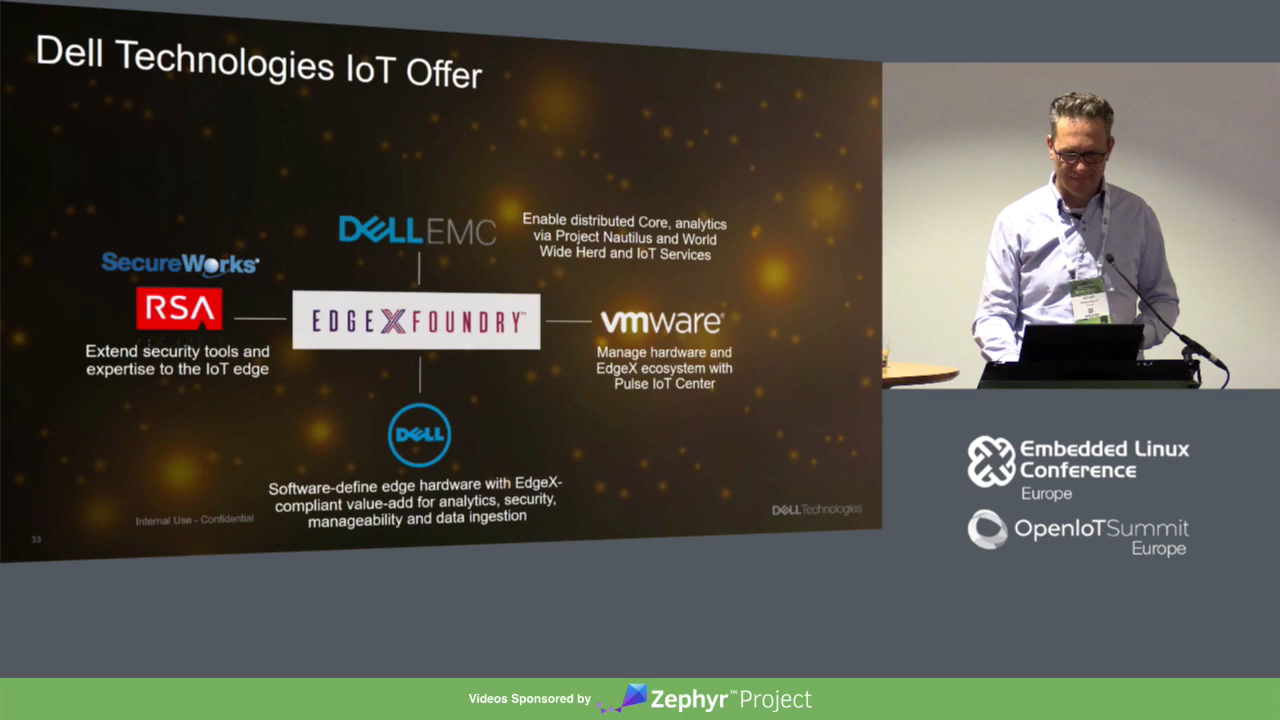 Dell Technologies IoT Offer
DELLEMC
Enable distributed Core, analytics
via Project Nautilus and World
Wide Herd and IoT Services
SecureWorks
RSA
Extend security tools and
expertise to the IoT edge
EDGEXFOUNDRY™
vmware®
Manage hardware and
EdgeX ecosystem with
Pulse IoT Center
DELL
Software-define edge hardware with EdgeX-
compliant value-add for analytics, security,
manageability and data ingestion
Internal Use - Confidential
DELLTechnologies
33
Embedded Linux
Conference
Europe
OpenIoTSummit
Europe
Videos Sponsored by
Zephyr™Project